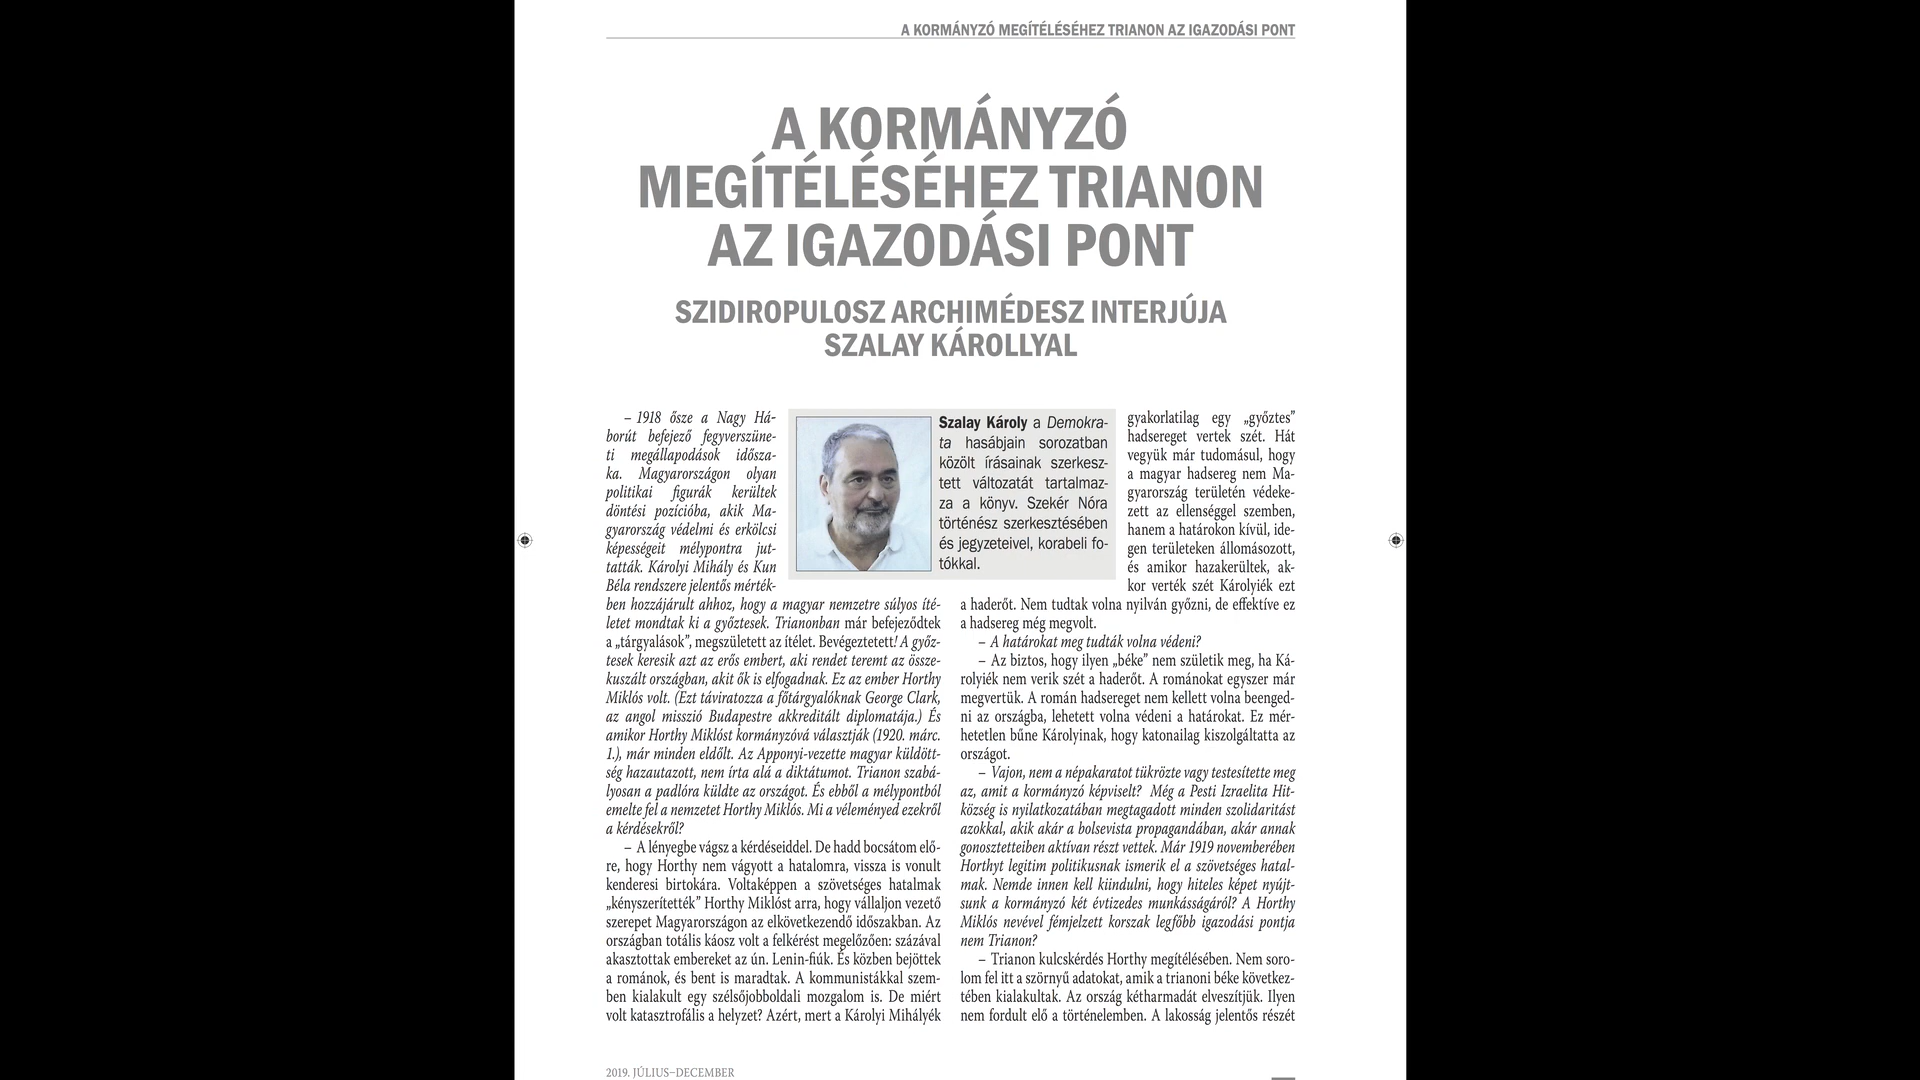 A KORMÁNYZÓ MEGÍTÉLÉSÉHEZ TRIANON AZ IGAZODÁSI PONT
A KORMÁNYZÓ
MEGÍTÉLÉSÉHEZ TRIANON
AZ IGAZODÁSI PONT
SZIDIROPULOSZ ARCHIMÉDESZ INTERJÚJA
SZALAY KÁROLLYAL
– 1918 ősze a Nagy Há-
borút befejező fegyverszüne-
ti megállapodások idősza-
ka. Magyarországon olyan
politikai figurák kerültek
döntési pozícióba, akik Ma-
gyarország védelmi és erkölcsi
képességeit mélypontra jut-
tatták. Károlyi Mihály és Kun
Béla rendszere jelentős mérték-
ben hozzájárult ahhoz, hogy a magyar nemzetre súlyos íté-
letet mondtak ki a győztesek. Trianonban már befejeződtek
a „tárgyalások”, megszületett az ítélet. Bevégeztetett! A győz-
tesek keresik azt az erős embert, aki rendet teremt az össze-
kuszált országban, akit ők is elfogadnak. Ez az ember Horthy
Miklós volt. (Ezt táviratozza a főtárgyalóknak George Clark,
az angol misszió Budapestre akkreditált diplomatája.) És
amikor Horthy Miklóst kormányzóvá választják (1920. márc.
1.), már minden eldőlt. Az Apponyi-vezette magyar küldött-
ség hazautazott, nem írta alá a diktátumot. Trianon szabá-
lyosan a padlóra küldte az országot. És ebből a mélypontból
emelte fel a nemzetet Horthy Miklós. Mi a véleményed ezekről
a kérdésekről?
– A lényegbe vágsz a kérdéseiddel. De hadd bocsátom elő-
re, hogy Horthy nem vágyott a hatalomra, vissza is vonult
kenderesi birtokára. Voltaképpen a szövetséges hatalmak
„kényszerítették” Horthy Miklóst arra, hogy vállaljon vezető
szerepet Magyarországon az elkövetkezendő időszakban. Az
országban totális káosz volt a felkérést megelőzően: százával
akasztottak embereket az ún. Lenin-fiúk. És közben bejöttek
a románok, és bent is maradtak. A kommunistákkal szem-
ben kialakult egy szélsőjobboldali mozgalom is. De miért
volt katasztrofális a helyzet? Azért, mert a Károlyi Mihályék
Szalay Károly a Demokra-
ta hasábjain sorozatban
közölt írásainak szerkesz-
tett változatát tartalmaz-
za a könyv. Szekér Nóra
történész szerkesztésében
és jegyzeteivel, korabeli fo-
tókkal.
gyakorlatilag egy „győztes”
hadsereget vertek szét. Hát
vegyük már tudomásul, hogy
a magyar hadsereg nem Ma-
gyarország területén védeke-
zett az ellenséggel szemben,
hanem a határokon kívül, ide-
gen területeken állomásozott,
és amikor hazakerültek, ak-
kor verték szét Károlyiék ezt
a haderőt. Nem tudtak volna nyilván győzni, de effektíve ez
a hadsereg még megvolt.
– A határokat meg tudták volna védeni?
– Az biztos, hogy ilyen „béke” nem születik meg, ha Ká-
rolyiék nem verik szét a haderőt. A románokat egyszer már
megvertük. A román hadsereget nem kellett volna beenged-
ni az országba, lehetett volna védeni a határokat. Ez mér-
hetetlen bűne Károlyinak, hogy katonailag kiszolgáltatta az
országot.
– Vajon, nem a népakaratot tükrözte vagy testesítette meg
az, amit a kormányzó képviselt? Még a Pesti Izraelita Hit-
község is nyilatkozatában megtagadott minden szolidaritást
azokkal, akik akár a bolsevista propagandában, akár annak
gonosztetteiben aktívan részt vettek. Már 1919 novemberében
Horthyt legitim politikusnak ismerik el a szövetséges hatal-
mak. Nemde innen kell kiindulni, hogy hiteles képet nyújt-
sunk a kormányzó két évtizedes munkásságáról? A Horthy
Miklós nevével fémjelzett korszak legfőbb igazodási pontja
nem Trianon?
– Trianon kulcskérdés Horthy megítélésében. Nem soro-
lom fel itt a szörnyű adatokat, amik a trianoni béke következ-
tében kialakultak. Az ország kétharmadát elveszítjük. Ilyen
nem fordult elő a történelemben. A lakosság jelentős részét
2019. JÚLIUS–DECEMBER